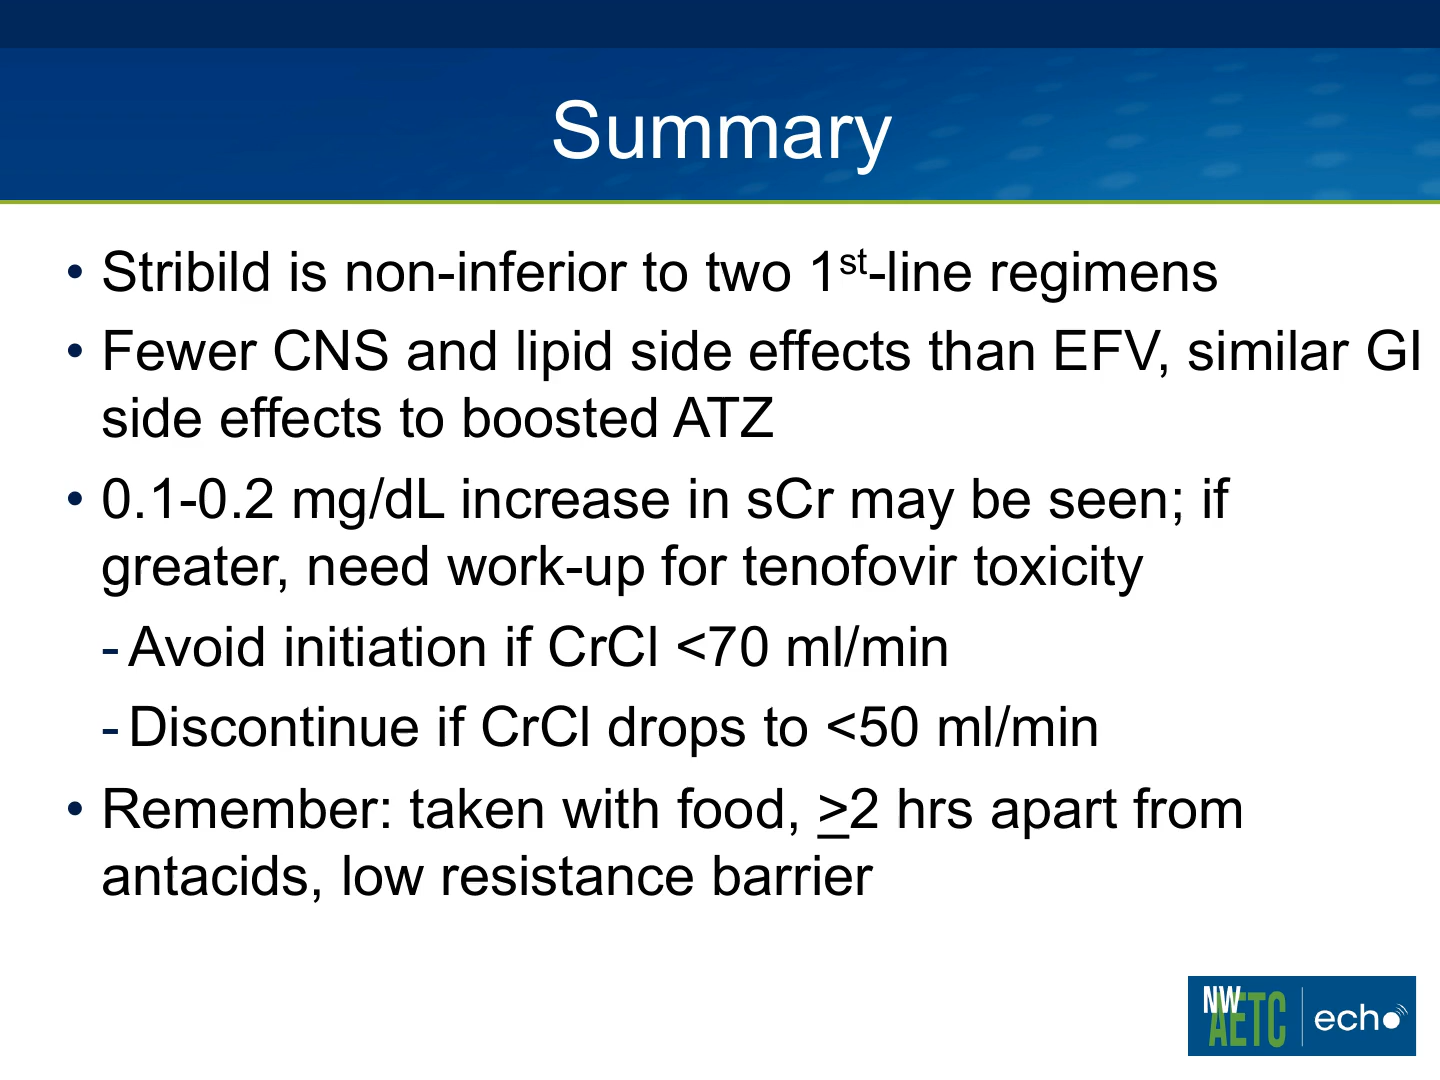 Summary
• Stribild is non-inferior to two 1st-line regimens
• Fewer CNS and lipid side effects than EFV, similar GI
side effects to boosted ATZ
• 0.1-0.2 mg/dL increase in sCr may be seen; if
greater, need work-up for tenofovir toxicity
- Avoid initiation if CrCl <70 ml/min
- Discontinue if CrCl drops to <50 ml/min
• Remember: taken with food, >2 hrs apart from
antacids, low resistance barrier
NW
AETC
echo